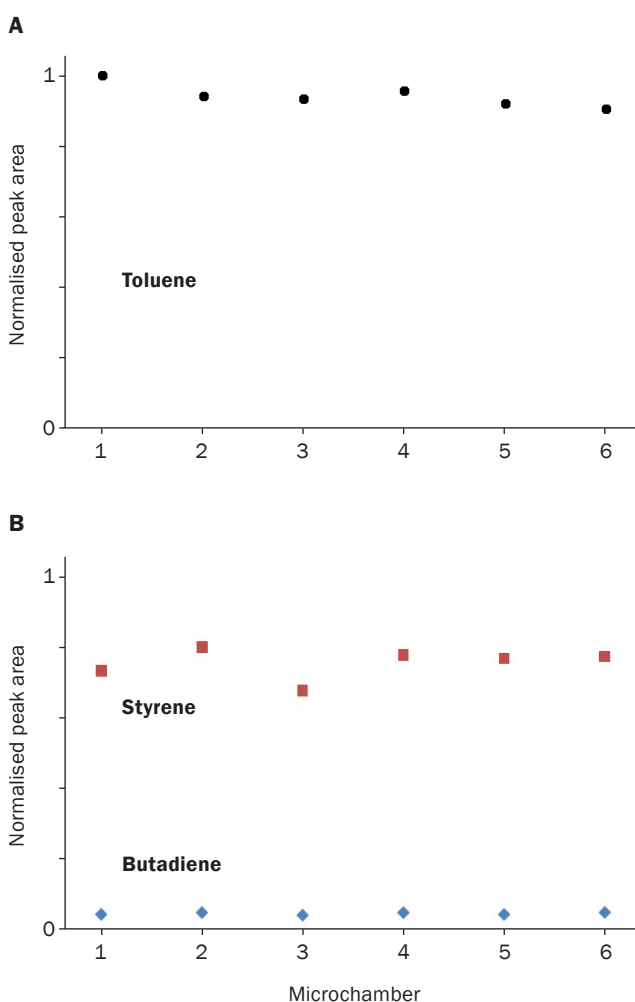 A
Normalised peak area
1
Toluene
0
1 2 3 4 5 6
B
Normalised peak area
1
Styrene
Butadiene
0
1 2 3 4 5 6
Microchamber